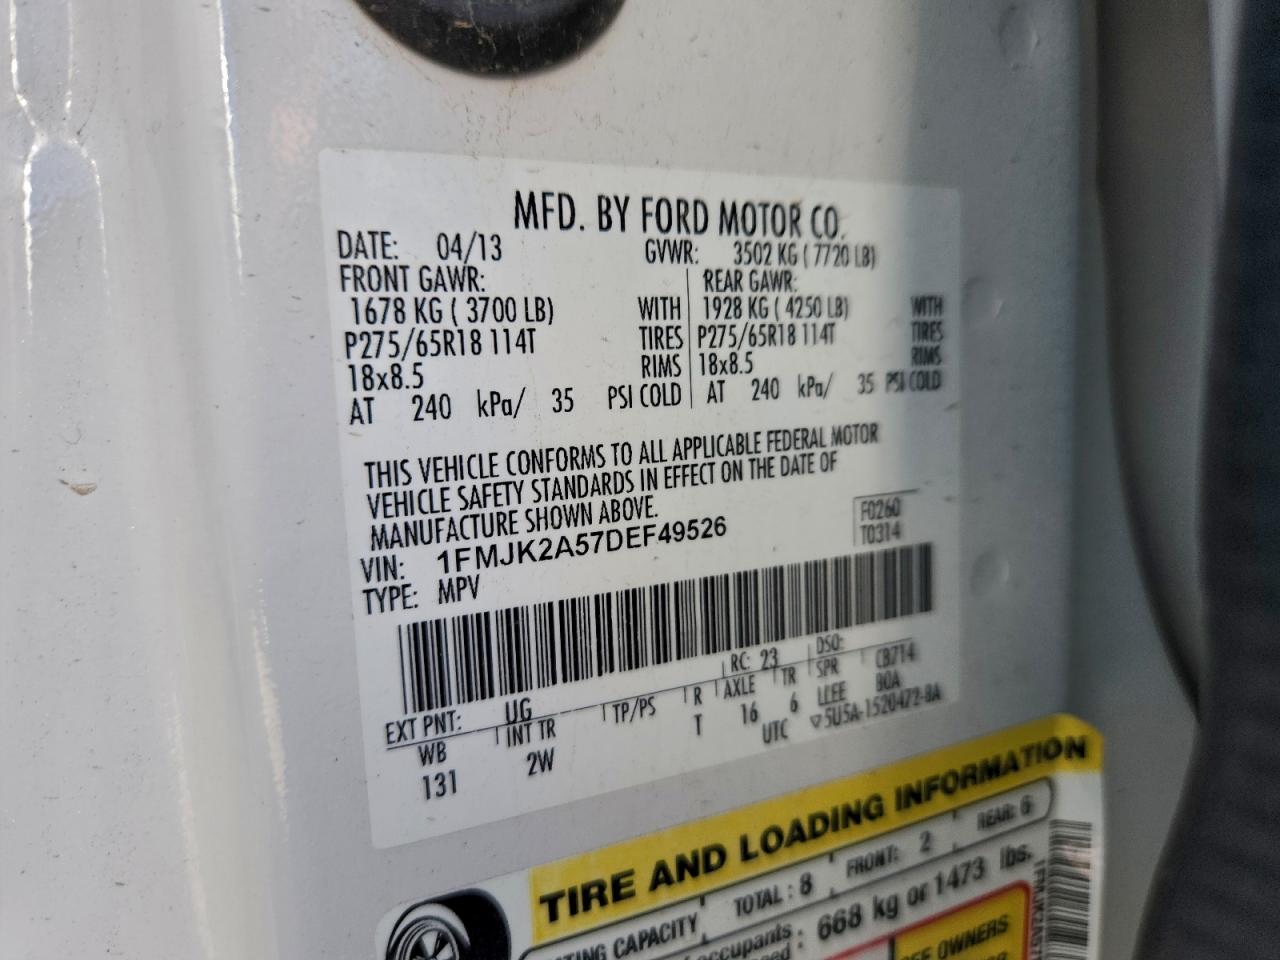 MFD. BY FORD MOTOR CO.
DATE: 04/13 GVWR: 3502 KG ( 7720 LB)
FRONT GAWR: REAR GAWR:
1678 KG ( 3700 LB) WITH 1928 KG ( 4250 LB) WITH
P275/65R18 114T TIRES P275/65R18 114T TIRES
18x8.5 RIMS 18x8.5 RIMS
AT 240 kPa/ 35 PSI COLD AT 240 kPa/ 35 PSI COLD
THIS VEHICLE CONFORMS TO ALL APPLICABLE FEDERAL MOTOR
VEHICLE SAFETY STANDARDS IN EFFECT ON THE DATE OF
MANUFACTURE SHOWN ABOVE.
F0260
T0314
VIN: 1FMJK2A57DEF49526
TYPE: MPV
EXT PNT: UG RC: 23 DSO:
WB INT TR TP/PS R AXLE TR SPR CB714
131 2W T 16 6 LCEE BOA
UTC ▽5U5A-1520472-BA
TIRE AND LOADING INFORMATION
CAPACITY TOTAL : 8 FRONT: 2 REAR: 6
occupants : 668 kg or 1473 lbs.
OWNERS